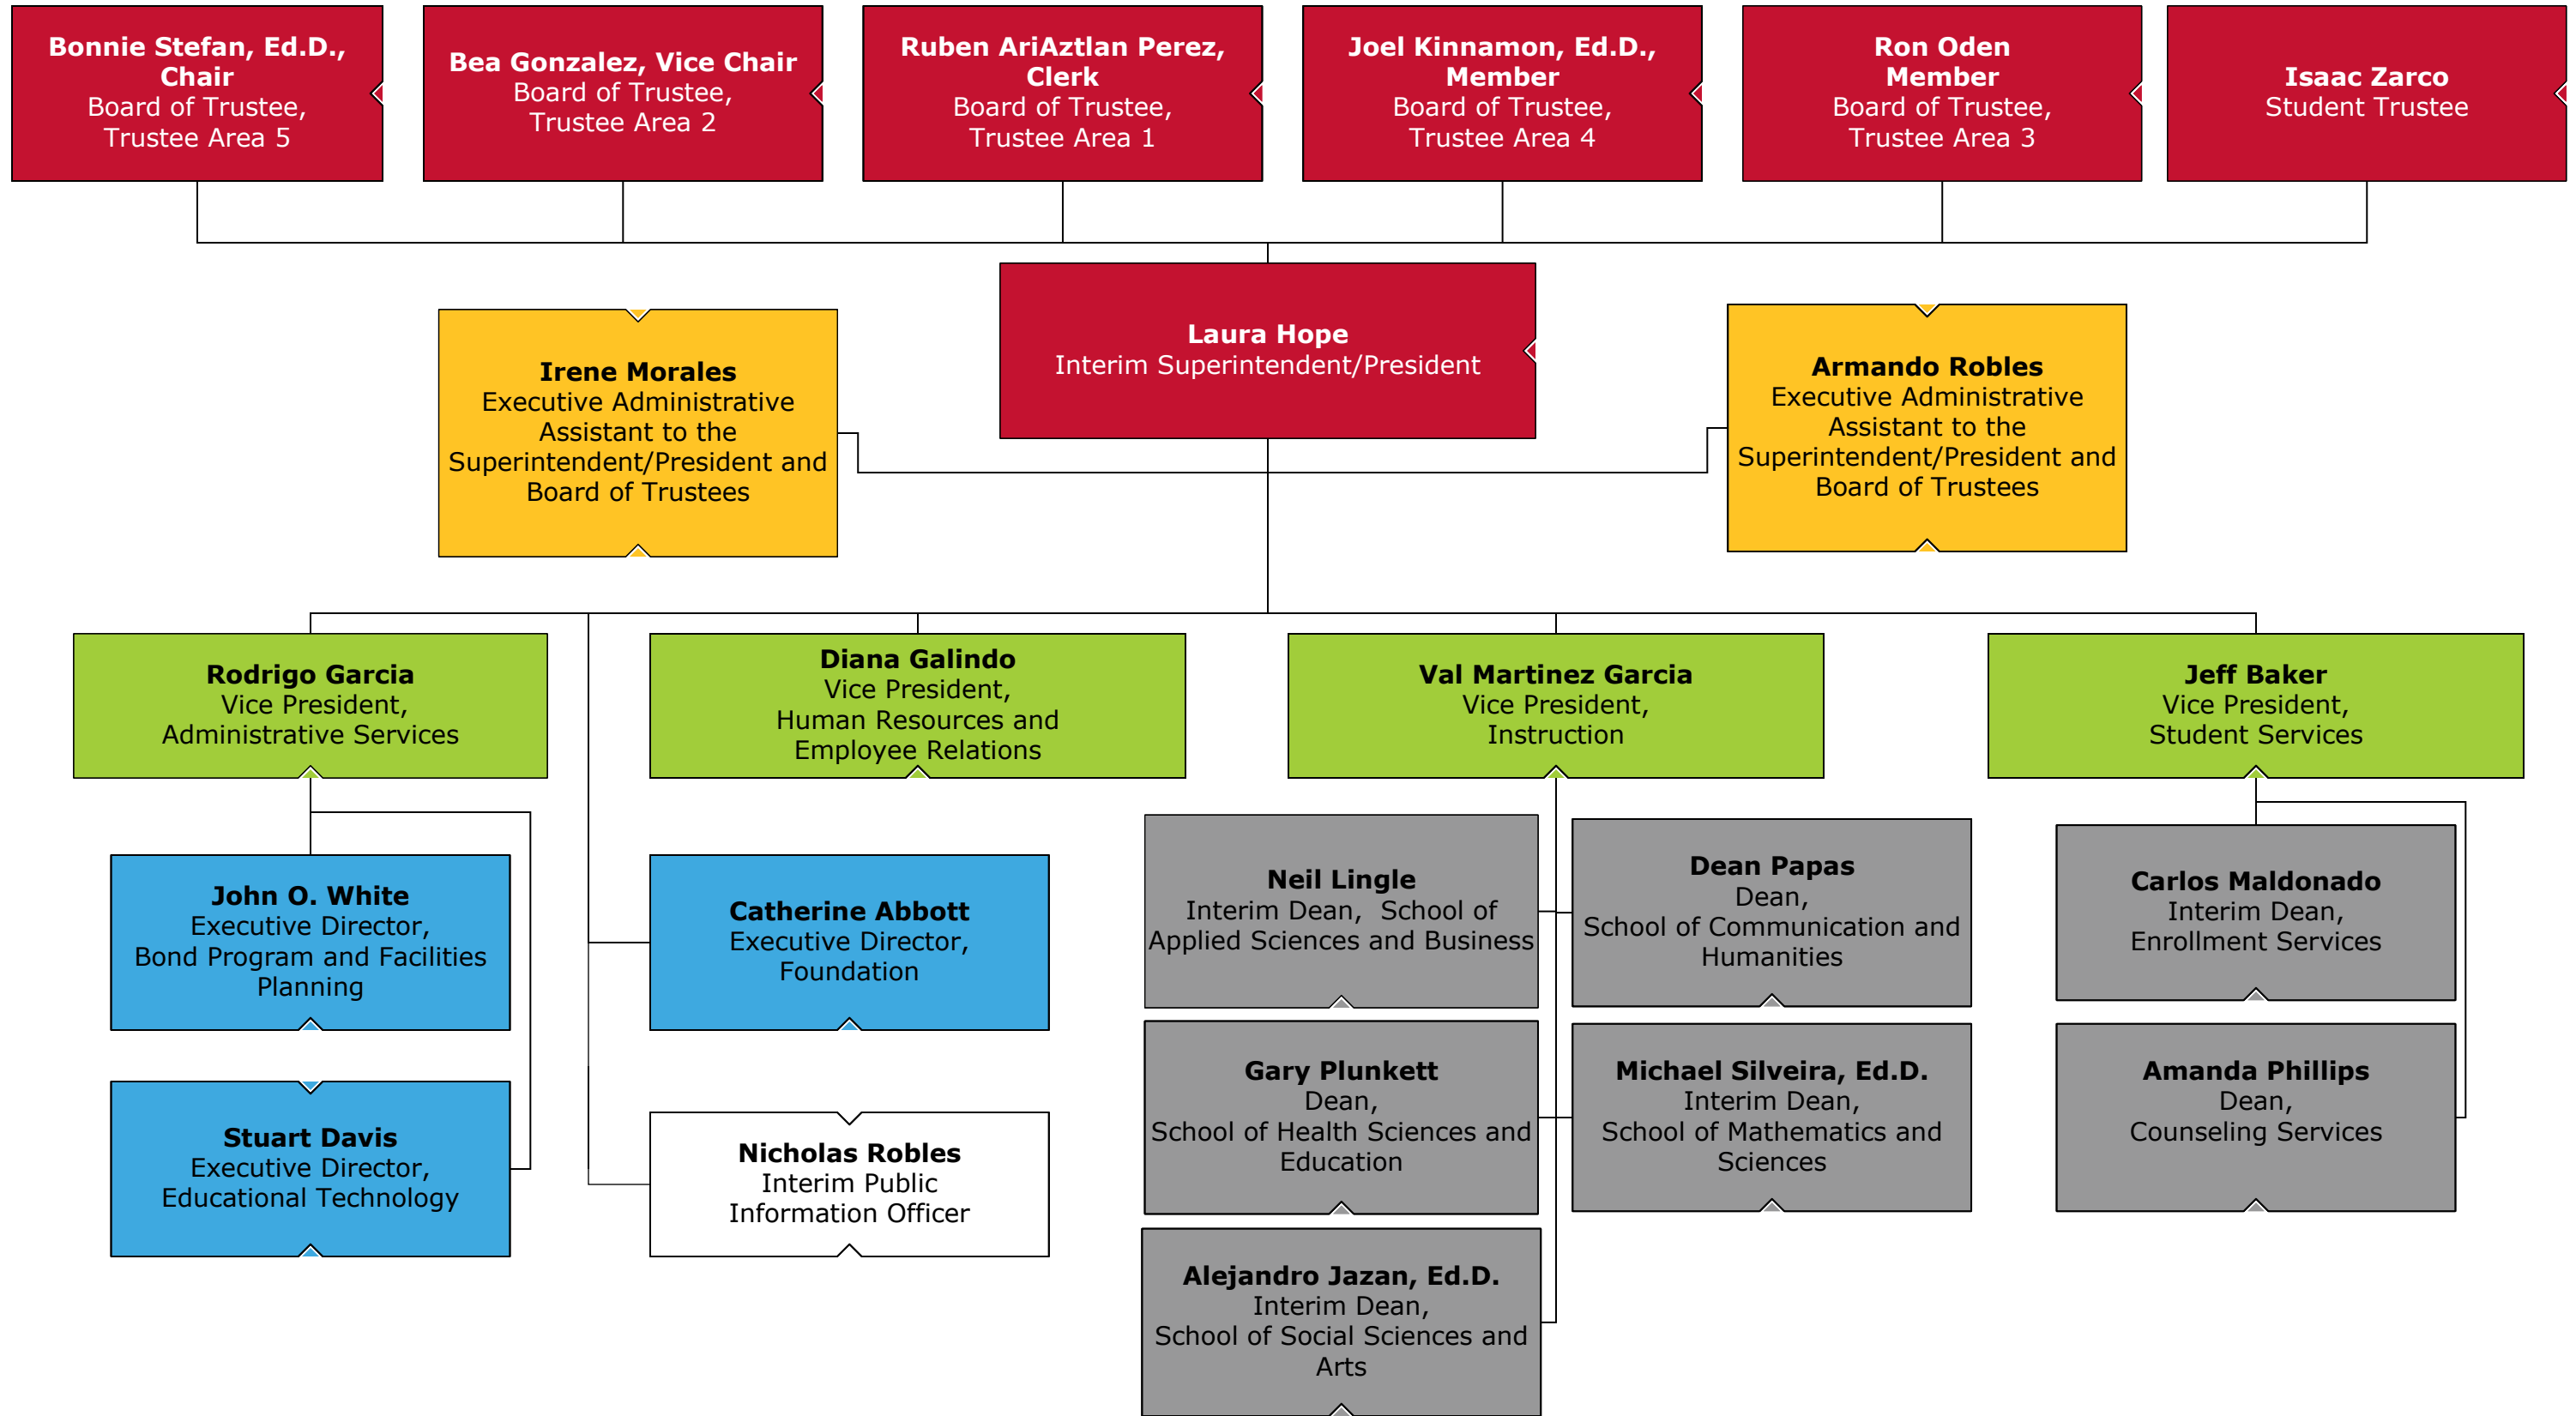 Bonnie Stefan, Ed.D.,
Chair
Board of Trustee,
Trustee Area 5
Bea Gonzalez, Vice Chair
Board of Trustee,
Trustee Area 2
Ruben AriAztlan Perez,
Clerk
Board of Trustee,
Trustee Area 1
Joel Kinnamon, Ed.D.,
Member
Board of Trustee,
Trustee Area 4
Ron Oden
Member
Board of Trustee,
Trustee Area 3
Isaac Zarco
Student Trustee
Laura Hope
Interim Superintendent/President
Irene Morales
Executive Administrative
Assistant to the
Superintendent/President and
Board of Trustees
Armando Robles
Executive Administrative
Assistant to the
Superintendent/President and
Board of Trustees
Rodrigo Garcia
Vice President,
Administrative Services
Diana Galindo
Vice President,
Human Resources and
Employee Relations
Val Martinez Garcia
Vice President,
Instruction
Jeff Baker
Vice President,
Student Services
John O. White
Executive Director,
Bond Program and Facilities
Planning
Catherine Abbott
Executive Director,
Foundation
Neil Lingle
Interim Dean,  School of
Applied Sciences and Business
Dean Papas
Dean,
School of Communication and
Humanities
Carlos Maldonado
Interim Dean,
Enrollment Services
Stuart Davis
Executive Director,
Educational Technology
Nicholas Robles
Interim Public
Information Officer
Gary Plunkett
Dean,
School of Health Sciences and
Education
Michael Silveira, Ed.D.
Interim Dean,
School of Mathematics and
Sciences
Amanda Phillips
Dean,
Counseling Services
Alejandro Jazan, Ed.D.
Interim Dean,
School of Social Sciences and
Arts